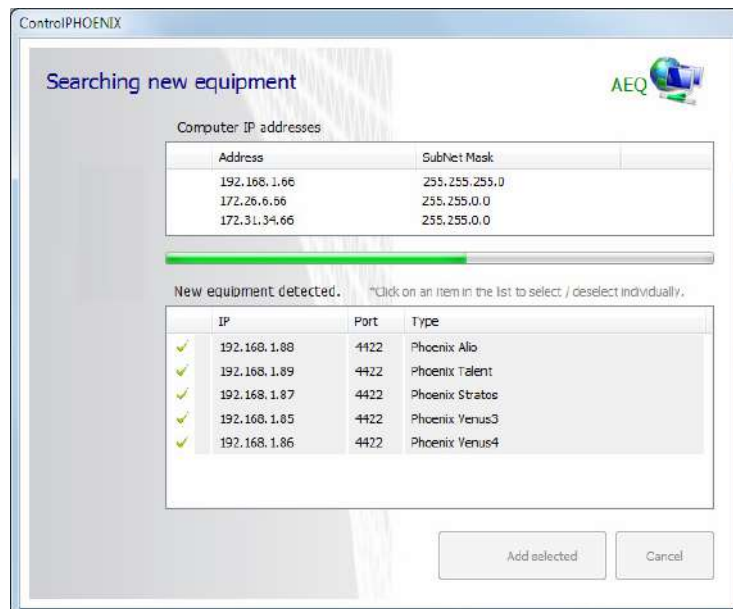 ControlPHOENIX
Searching new equipment
AEQ
Computer IP addresses
Address SubNet Mask
192.168.1.66 255.255.255.0
172.26.6.66 255.255.0.0
172.31.34.66 255.255.0.0
New equipment detected. *Click on an item in the list to select / deselect individually.
IP Port Type
192.168.1.88 4422 Phoenix Alio
192.168.1.89 4422 Phoenix Talent
192.168.1.87 4422 Phoenix Stratos
192.168.1.85 4422 Phoenix Venus3
192.168.1.86 4422 Phoenix Venus4
Add selected Cancel